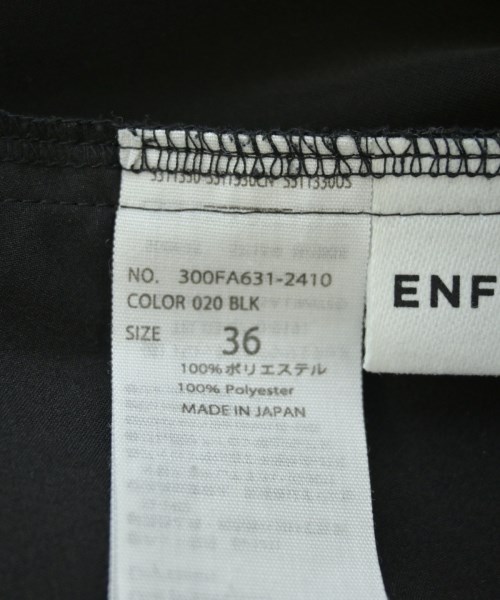 NO. 300FA631-2410
COLOR 020 BLK
SIZE 36
100%ポリエステル
100% Polyester
MADE IN JAPAN
ENF